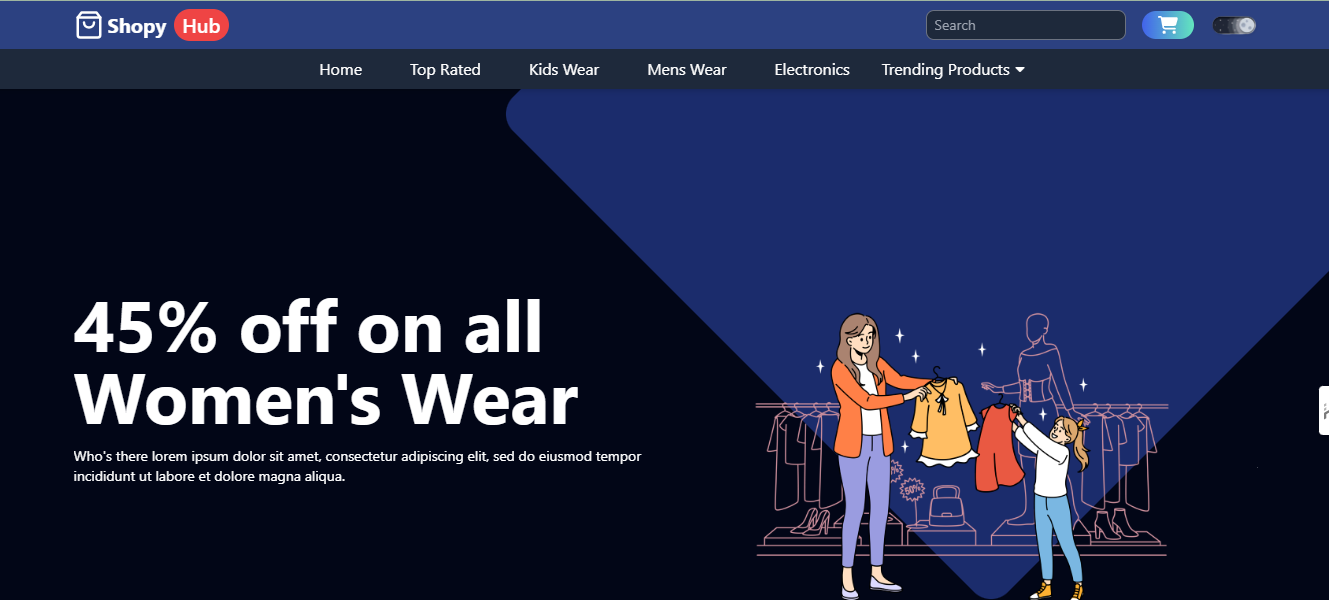 Shopy Hub
Search
Home Top Rated Kids Wear Mens Wear Electronics Trending Products
45% off on all
Women's Wear
Who's there lorem ipsum dolor sit amet, consectetur adipiscing elit, sed do eiusmod tempor
incididunt ut labore et dolore magna aliqua.